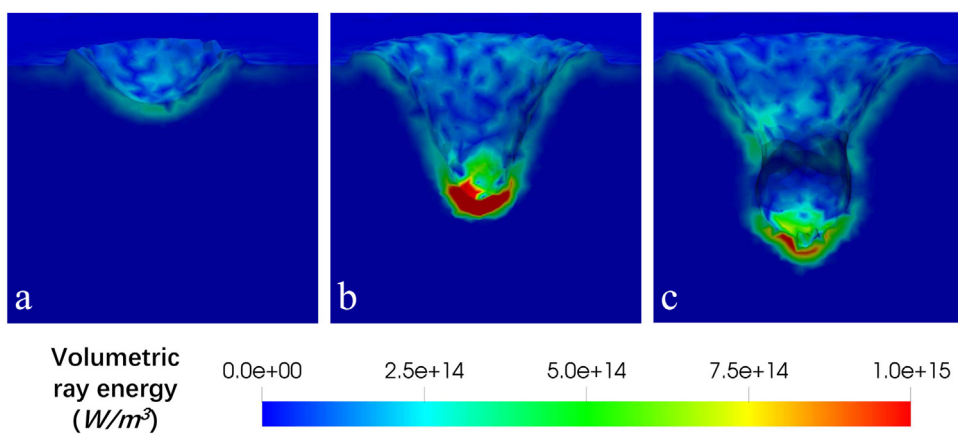 a
b
c
Volumetric
ray energy
(W/m³)
0.0e+00 2.5e+14 5.0e+14 7.5e+14 1.0e+15